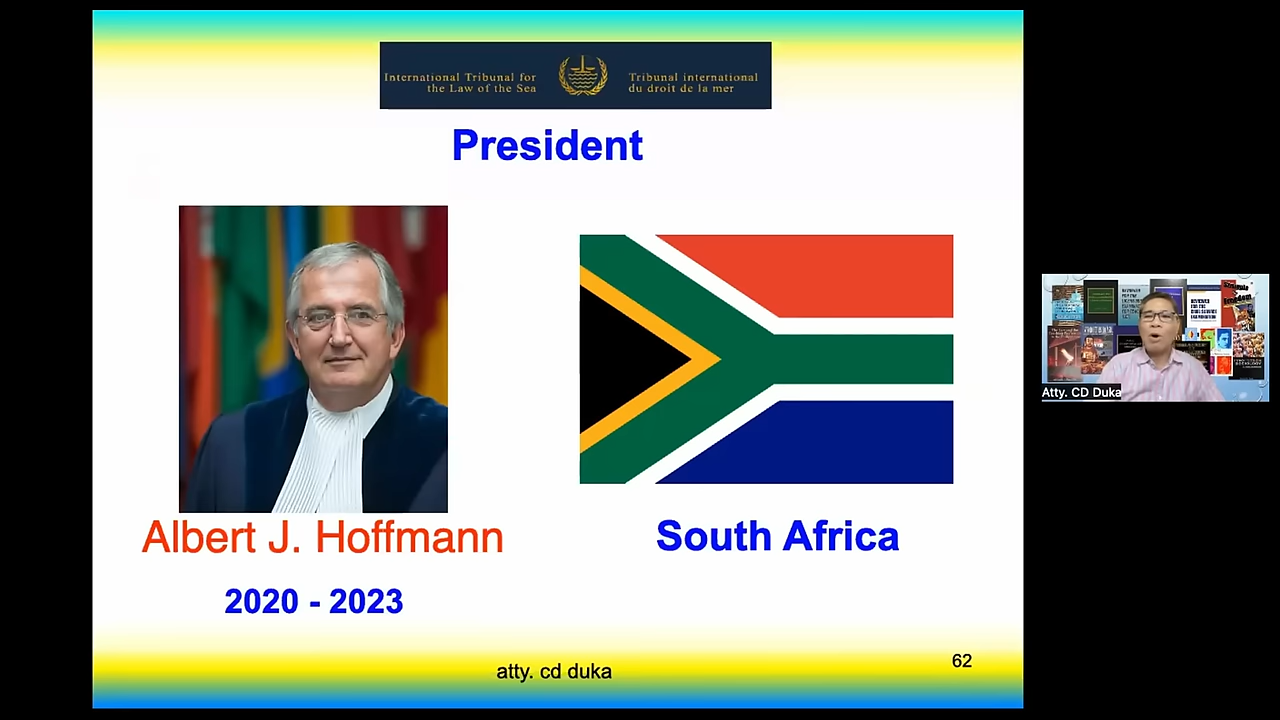 International Tribunal for
the Law of the Sea
Tribunal international
du droit de la mer
President
Albert J. Hoffmann
2020 - 2023
South Africa
atty. cd duka
62
Atty. CD Duka